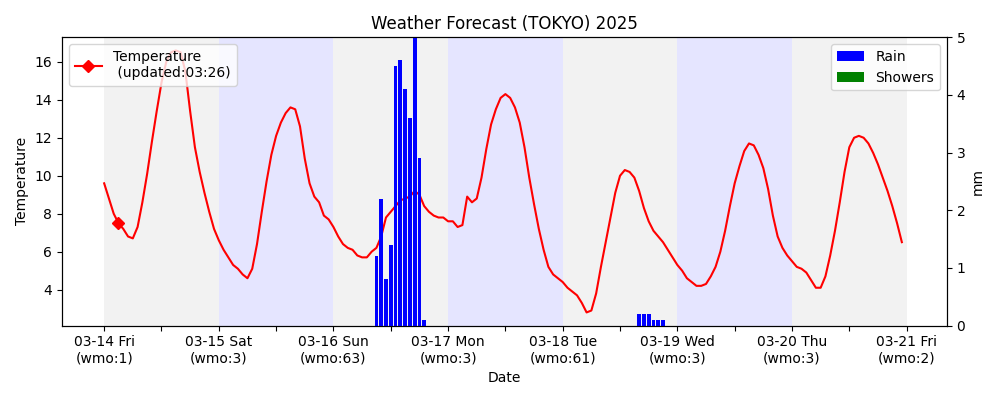 Weather Forecast (TOKYO) 2025
Temperature
(updated:03:26)
Rain
Showers
Temperature
16
14
12
10
8
6
4
5
4
3
2
1
0
mm
03-14 Fri
(wmo:1)
03-15 Sat
(wmo:3)
03-16 Sun
(wmo:63)
03-17 Mon
(wmo:3)
03-18 Tue
(wmo:61)
03-19 Wed
(wmo:3)
03-20 Thu
(wmo:3)
03-21 Fri
(wmo:2)
Date